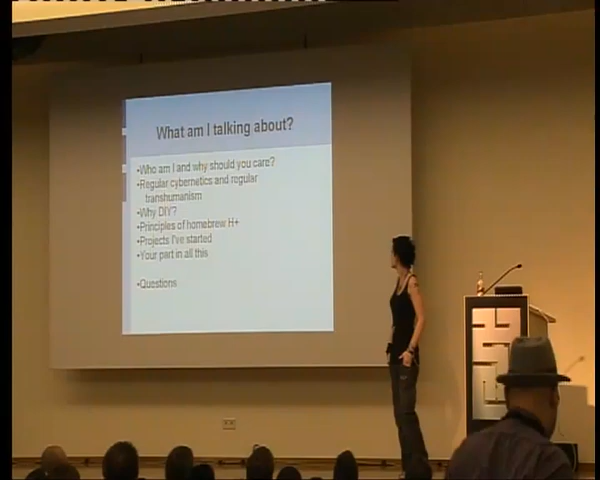 What am I talking about?
•Who am I and why should you care?
•Regular cybernetics and regular
transhumanism
•Why DIY?
•Principles of homebrew H+
•Projects I've started
•Your part in all this
•Questions